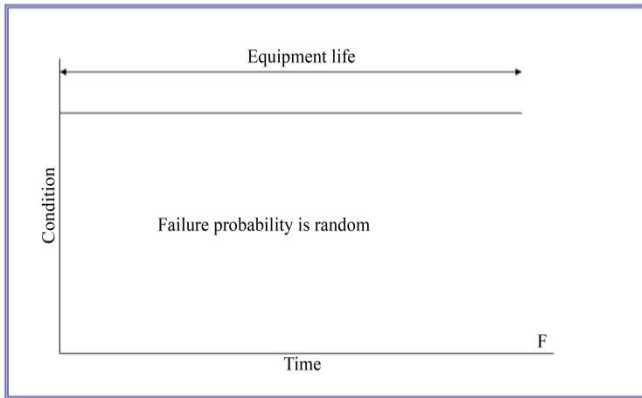 Equipment life
Condition
Failure probability is random
F
Time